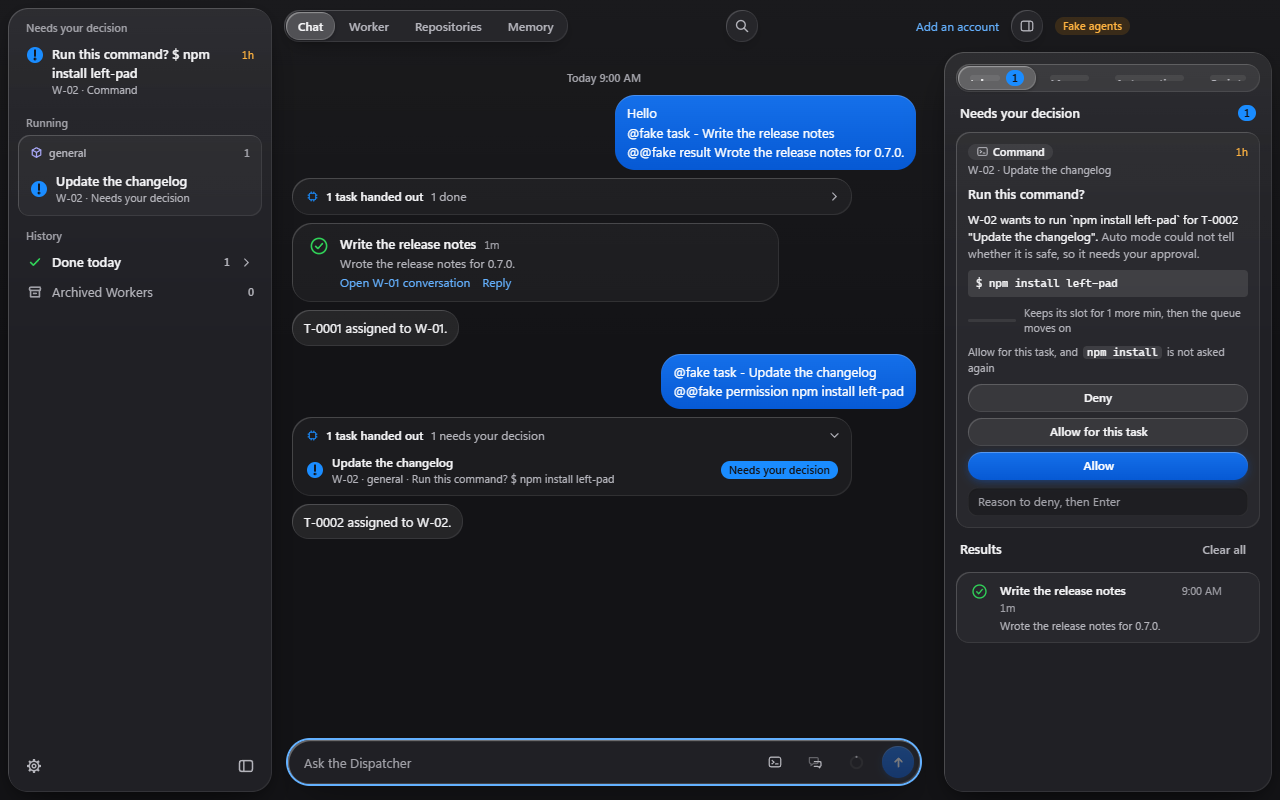 Needs your decision
Run this command? $ npm install left-pad
1h
W-02 · Command
Running
general
1
Update the changelog
W-02 · Needs your decision
History
Done today
1
Archived Workers
0
Chat
Worker
Repositories
Memory
Add an account
Fake agents
Today 9:00 AM
Hello
@fake task - Write the release notes
@@fake result Wrote the release notes for 0.7.0.
1 task handed out 1 done
Write the release notes 1m
Wrote the release notes for 0.7.0.
Open W-01 conversation Reply
T-0001 assigned to W-01.
@fake task - Update the changelog
@@fake permission npm install left-pad
1 task handed out 1 needs your decision
Update the changelog
W-02 · general · Run this command? $ npm install left-pad
Needs your decision
T-0002 assigned to W-02.
Ask the Dispatcher
1
Needs your decision
1
Command
1h
W-02 · Update the changelog
Run this command?
W-02 wants to run `npm install left-pad` for T-0002
"Update the changelog". Auto mode could not tell
whether it is safe, so it needs your approval.
$ npm install left-pad
Keeps its slot for 1 more min, then the queue
moves on
Allow for this task, and npm install is not asked
again
Deny
Allow for this task
Allow
Reason to deny, then Enter
Results
Clear all
Write the release notes
9:00 AM
1m
Wrote the release notes for 0.7.0.